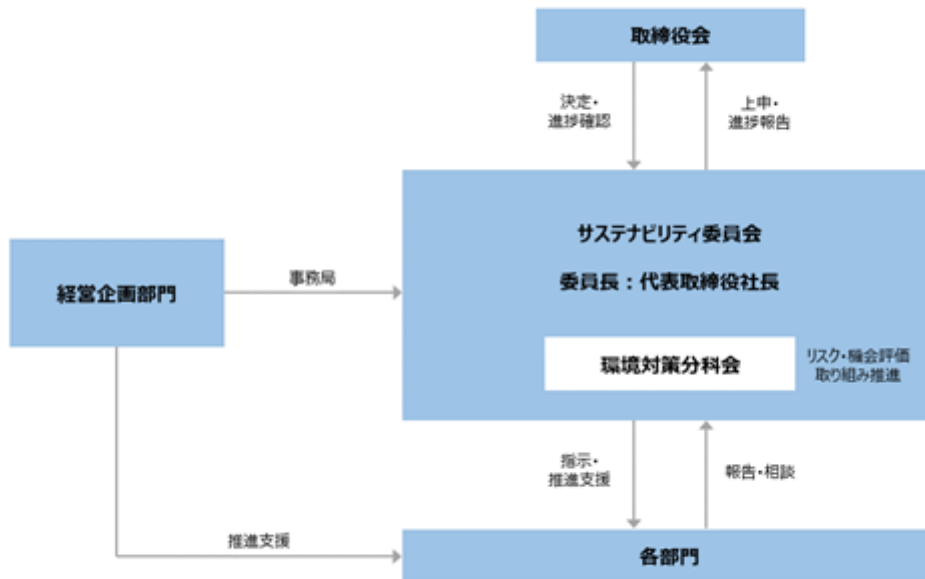 取締役会
決定・
進捗確認
上申・
進捗報告
サステナビリティ委員会
委員長：代表取締役社長
経営企画部門
事務局
環境対策分科会
リスク・機会評価
取り組み推進
指示・
推進支援
報告・相談
推進支援
各部門